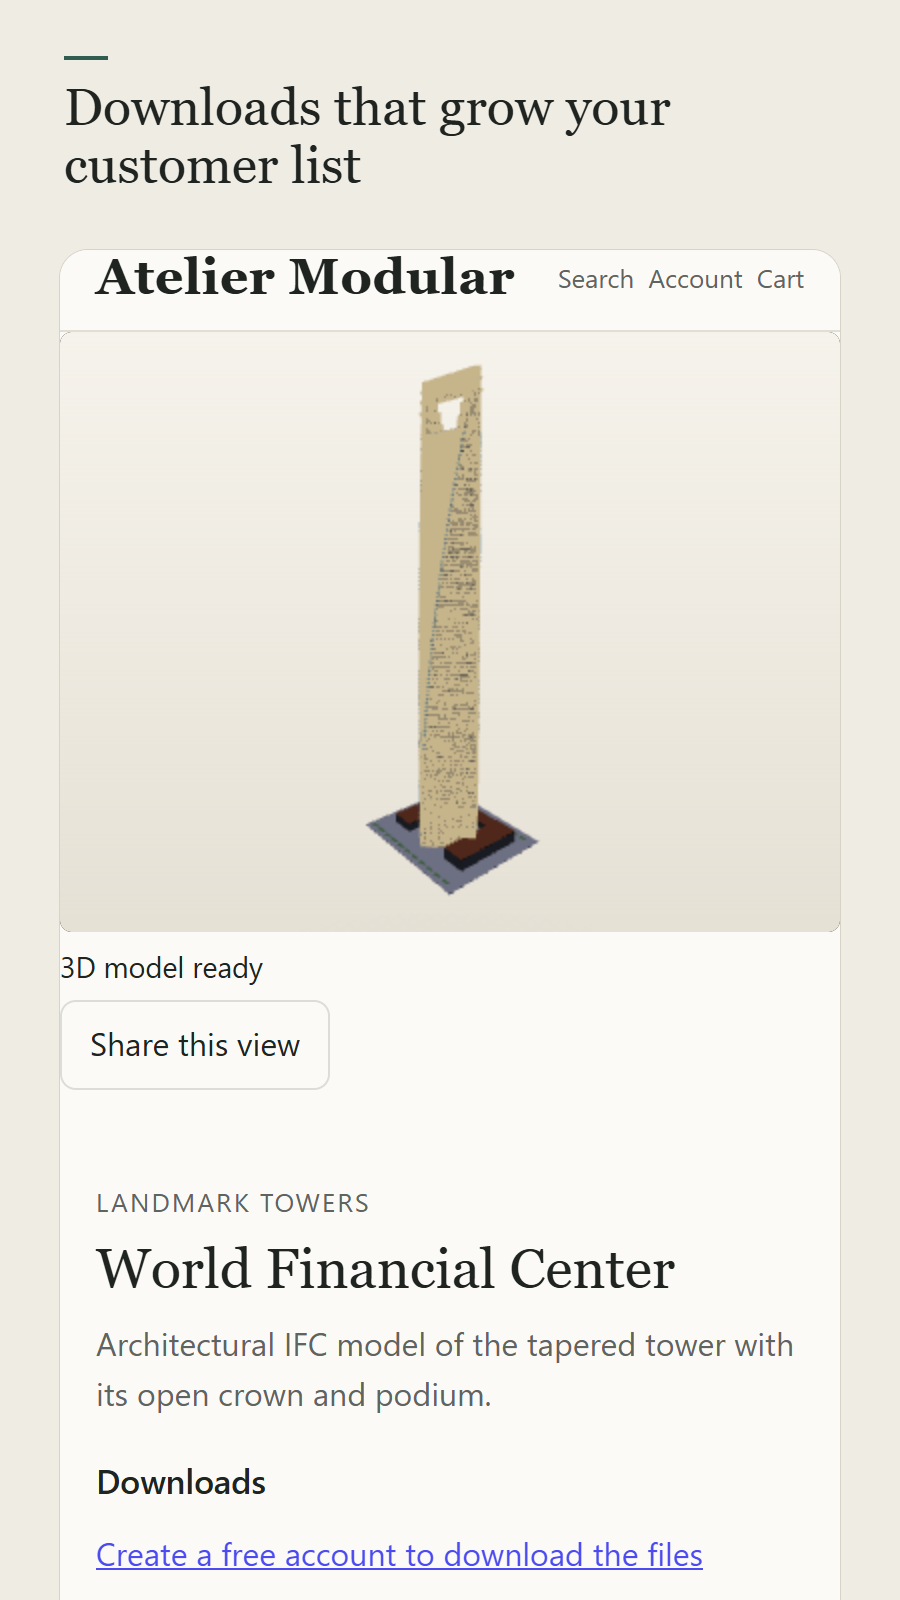 Downloads that grow your
customer list
Atelier Modular
Search Account Cart
3D model ready
Share this view
LANDMARK TOWERS
World Financial Center
Architectural IFC model of the tapered tower with
its open crown and podium.
Downloads
Create a free account to download the files